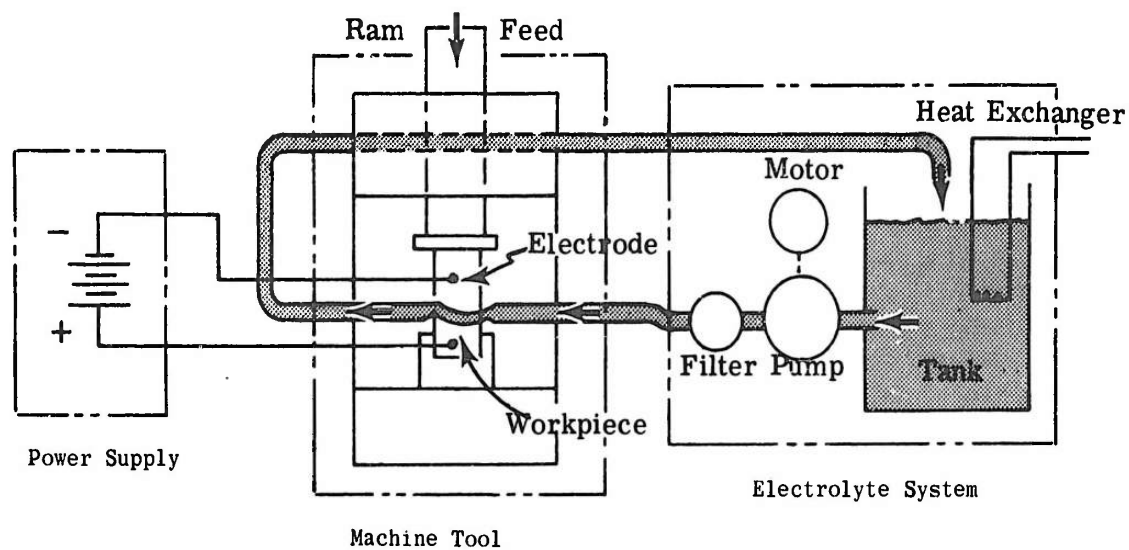 Ram Feed
Heat Exchanger
Motor
Electrode
−
+
Filter Pump
Tank
Workpiece
Power Supply
Electrolyte System
Machine Tool